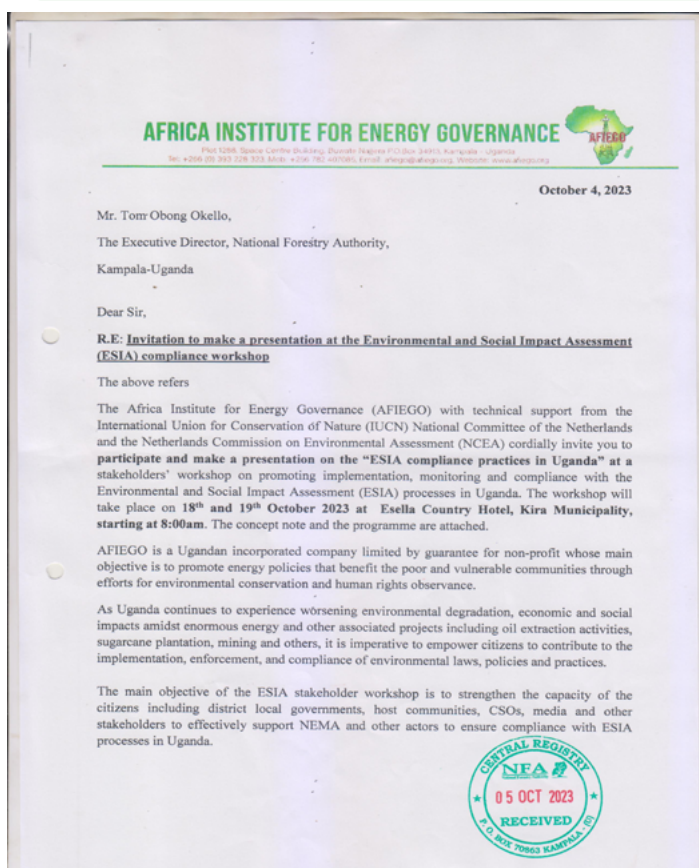 AFRICA INSTITUTE FOR ENERGY GOVERNANCE
AFIEGO
October 4, 2023
Mr. Tom Obong Okello,
The Executive Director, National Forestry Authority,
Kampala-Uganda
Dear Sir,
R.E: Invitation to make a presentation at the Environmental and Social Impact Assessment
(ESIA) compliance workshop
The above refers
The Africa Institute for Energy Governance (AFIEGO) with technical support from the
International Union for Conservation of Nature (IUCN) National Committee of the Netherlands
and the Netherlands Commission on Environmental Assessment (NCEA) cordially invite you to
participate and make a presentation on the “ESIA compliance practices in Uganda” at a
stakeholders’ workshop on promoting implementation, monitoring and compliance with the
Environmental and Social Impact Assessment (ESIA) processes in Uganda. The workshop will
take place on 18th and 19th October 2023 at Esella Country Hotel, Kira Municipality,
starting at 8:00am. The concept note and the programme are attached.
AFIEGO is a Ugandan incorporated company limited by guarantee for non-profit whose main
objective is to promote energy policies that benefit the poor and vulnerable communities through
efforts for environmental conservation and human rights observance.
As Uganda continues to experience worsening environmental degradation, economic and social
impacts amidst enormous energy and other associated projects including oil extraction activities,
sugarcane plantation, mining and others, it is imperative to empower citizens to contribute to the
implementation, enforcement, and compliance of environmental laws, policies and practices.
The main objective of the ESIA stakeholder workshop is to strengthen the capacity of the
citizens including district local governments, host communities, CSOs, media and other
stakeholders to effectively support NEMA and other actors to ensure compliance with ESIA
processes in Uganda.
CENTRAL REGISTRY
NFA
05 OCT 2023
RECEIVED
P. O. BOX 70863 KAMPALA - (U)